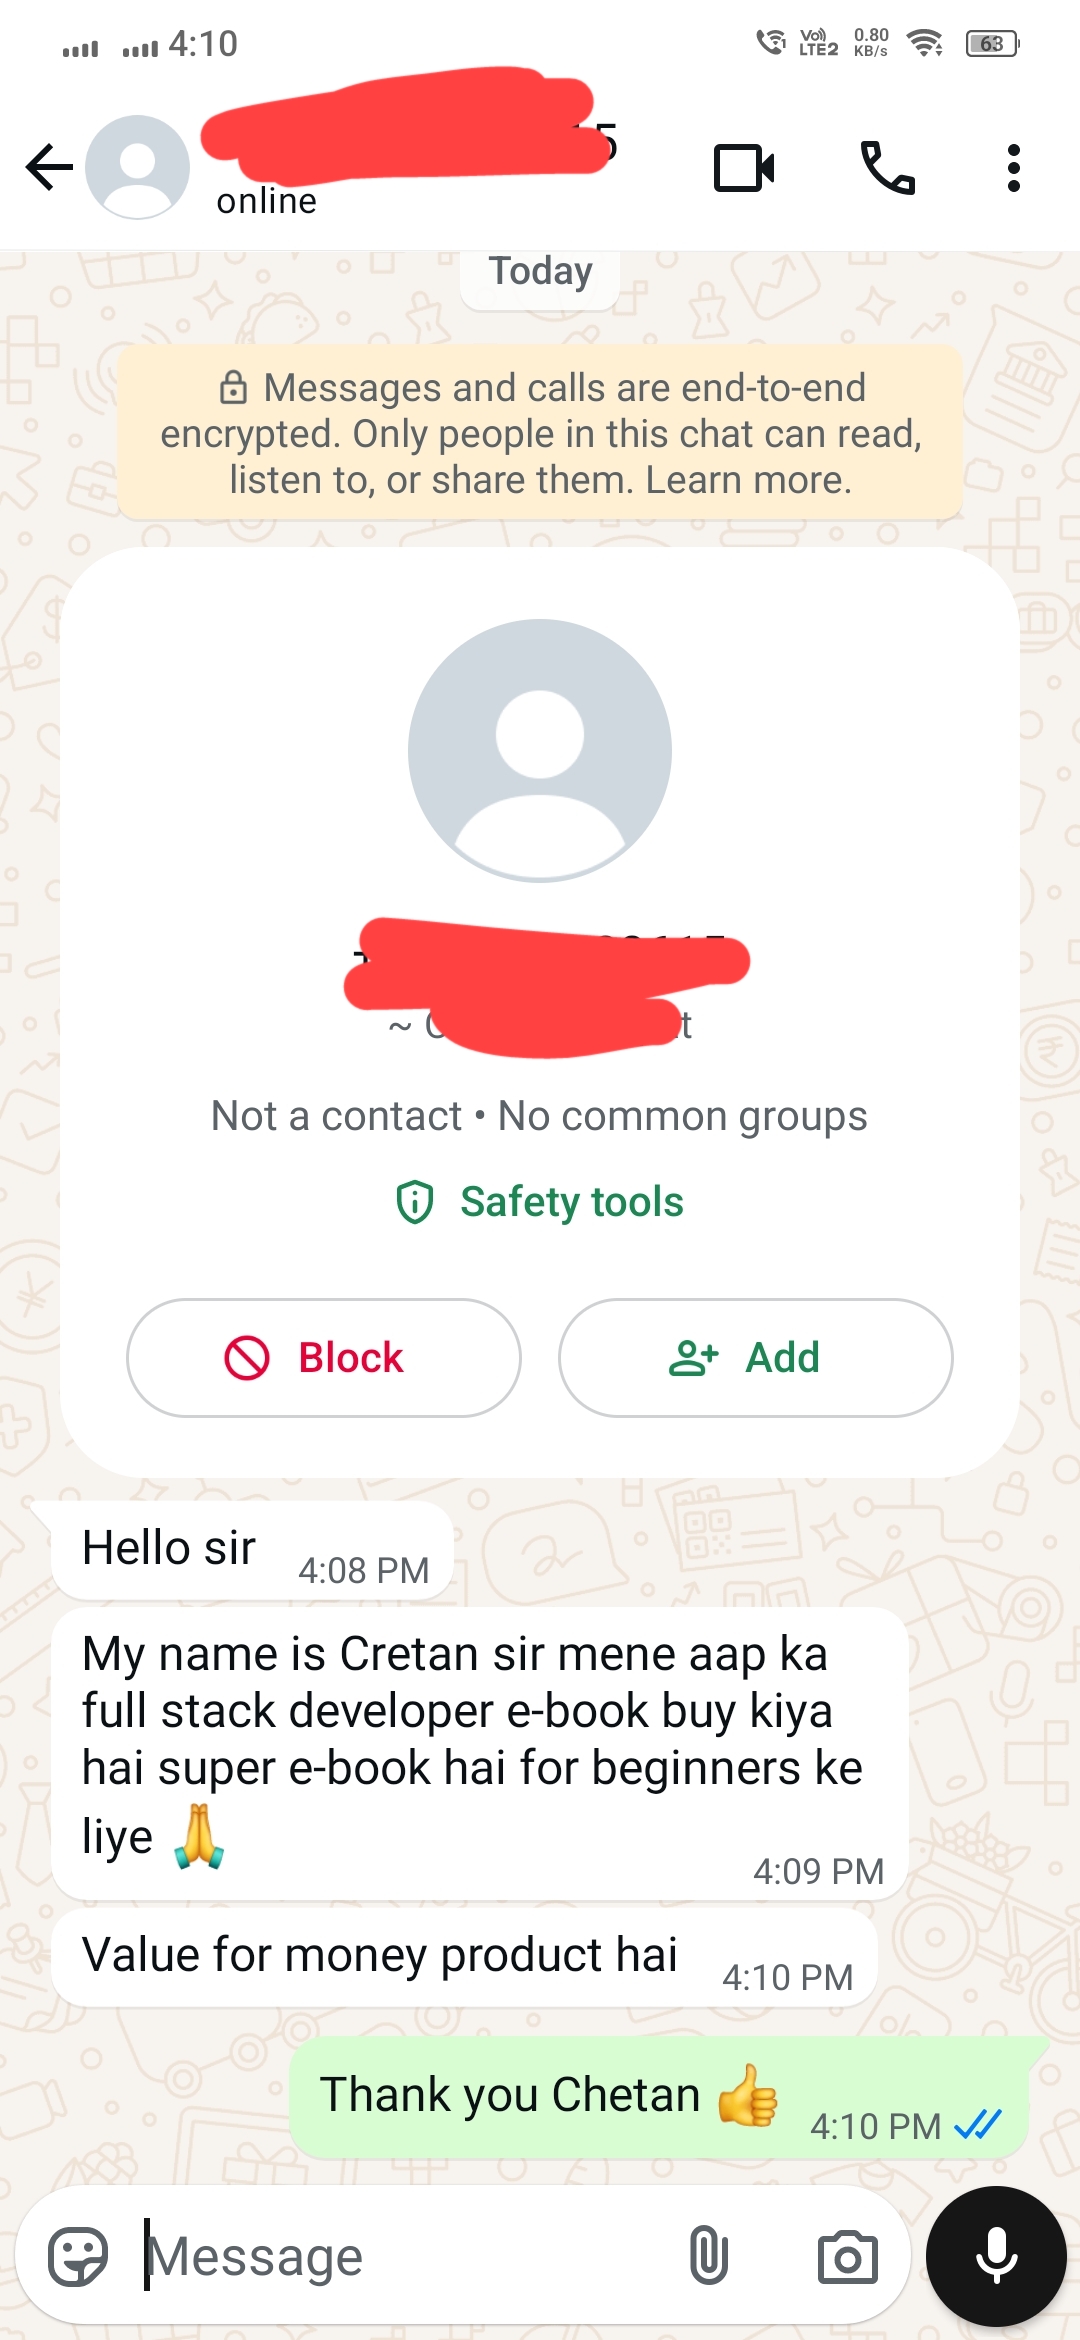 4:10
Vo))
LTE2
0.80
KB/s
63
5
online
Today
Messages and calls are end-to-end
encrypted. Only people in this chat can read,
listen to, or share them. Learn more.
Not a contact • No common groups
Safety tools
Block
Add
Hello sir
4:08 PM
My name is Cretan sir mene aap ka
full stack developer e-book buy kiya
hai super e-book hai for beginners ke
liye 🙏
4:09 PM
Value for money product hai
4:10 PM
Thank you Chetan 👍
4:10 PM
Message